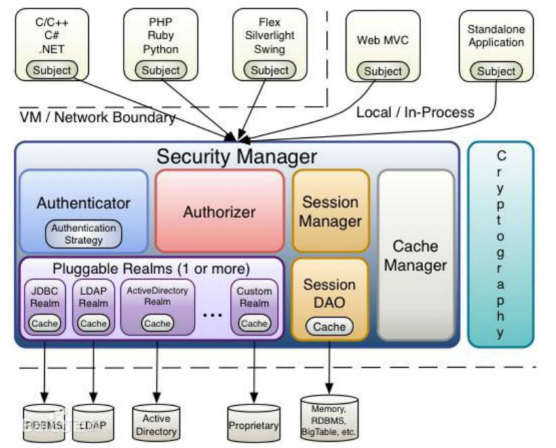 C/C++
C#
.NET
Subject
PHP
Ruby
Python
Subject
Flex
Silverlight
Swing
Subject
Web MVC
Subject
Standalone
Application
Subject
VM / Network Boundary
Local / In-Process
Security Manager
Authenticator
Authentication
Strategy
Authorizer
Session
Manager
Cache
Manager
Cryptography
Pluggable Realms (1 or more)
JDBC
Realm
Cache
LDAP
Realm
Cache
ActiveDirectory
Realm
Cache
...
Custom
Realm
Cache
Session
DAO
Cache
RDBMS
LDAP
Active
Directory
Proprietary
Memory,
RDBMS,
BigTable, etc.